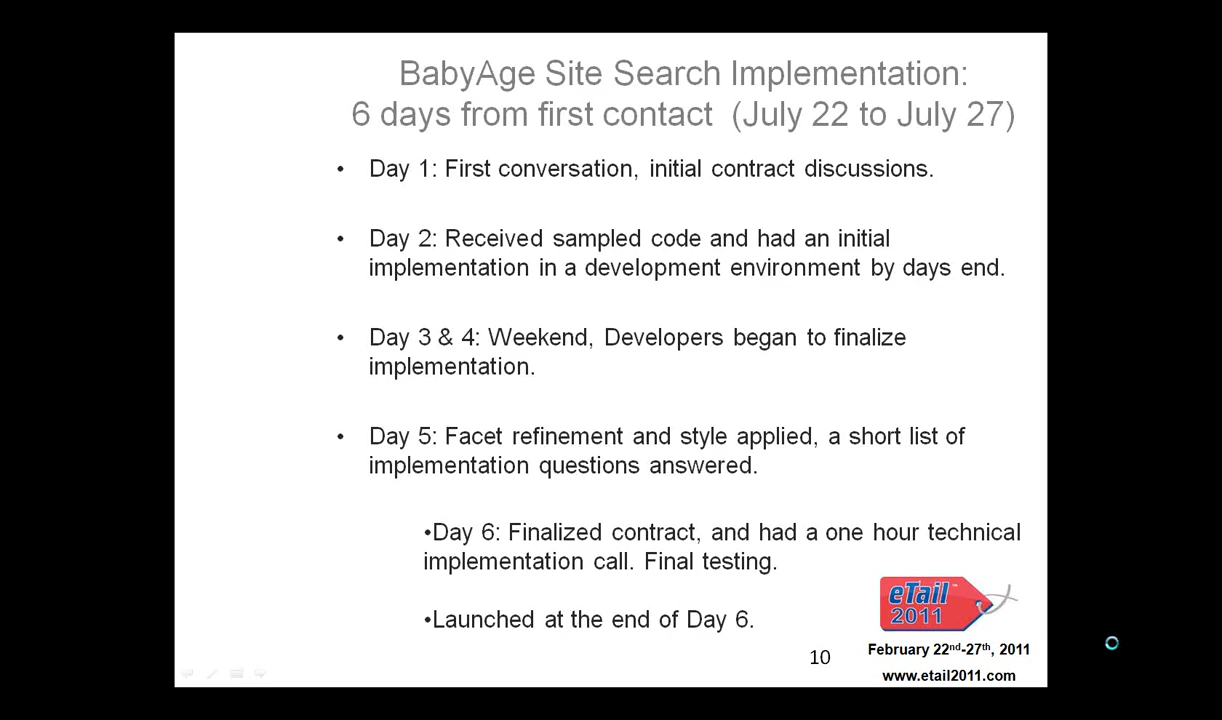 BabyAge Site Search Implementation:
6 days from first contact (July 22 to July 27)
• Day 1: First conversation, initial contract discussions.
• Day 2: Received sampled code and had an initial
implementation in a development environment by days end.
• Day 3 & 4: Weekend, Developers began to finalize
implementation.
• Day 5: Facet refinement and style applied, a short list of
implementation questions answered.
•Day 6: Finalized contract, and had a one hour technical
implementation call. Final testing.
•Launched at the end of Day 6.
eTail™
2011
10
February 22nd-27th, 2011
www.etail2011.com